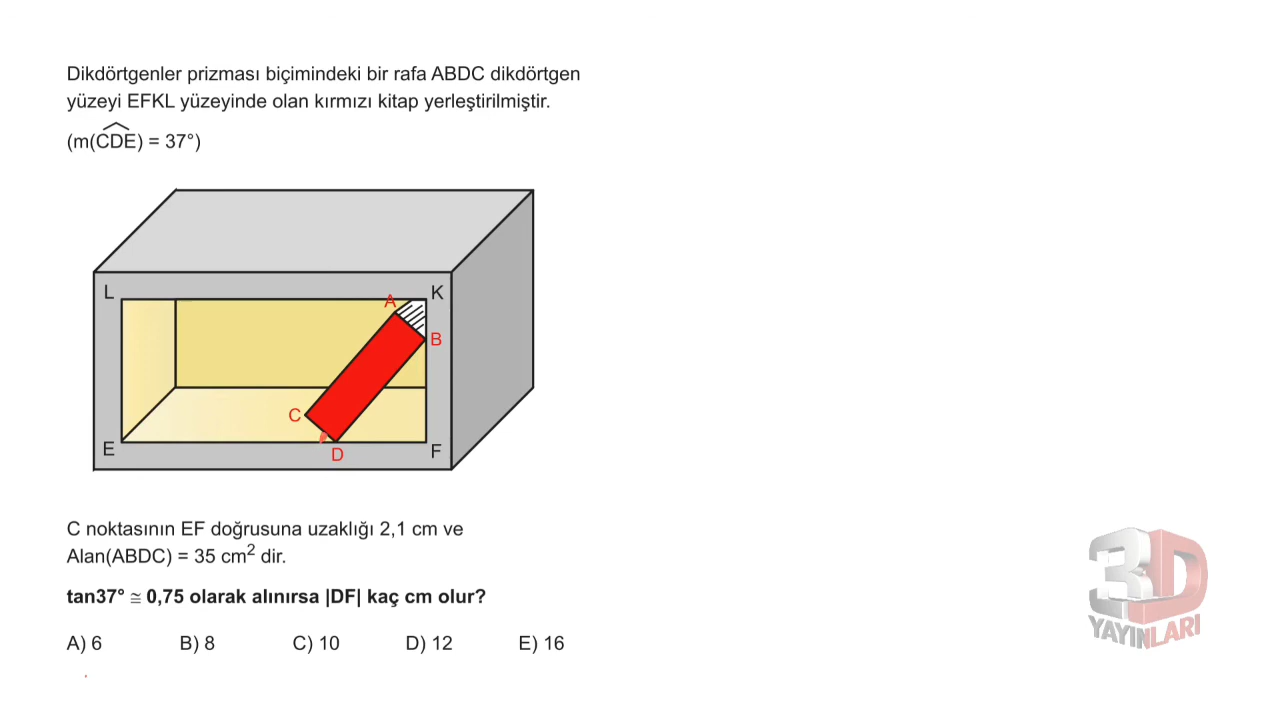 Dikdörtgenler prizması biçimindeki bir rafa ABDC dikdörtgen
yüzeyi EFKL yüzeyinde olan kırmızı kitap yerleştirilmiştir.
(m(CDE) = 37°)
L
K
A
B
C
E
D
F
C noktasının EF doğrusuna uzaklığı 2,1 cm ve
Alan(ABDC) = 35 cm² dir.
tan37° ≅ 0,75 olarak alınırsa |DF| kaç cm olur?
A) 6 B) 8 C) 10 D) 12 E) 16
3D
YAYINLARI